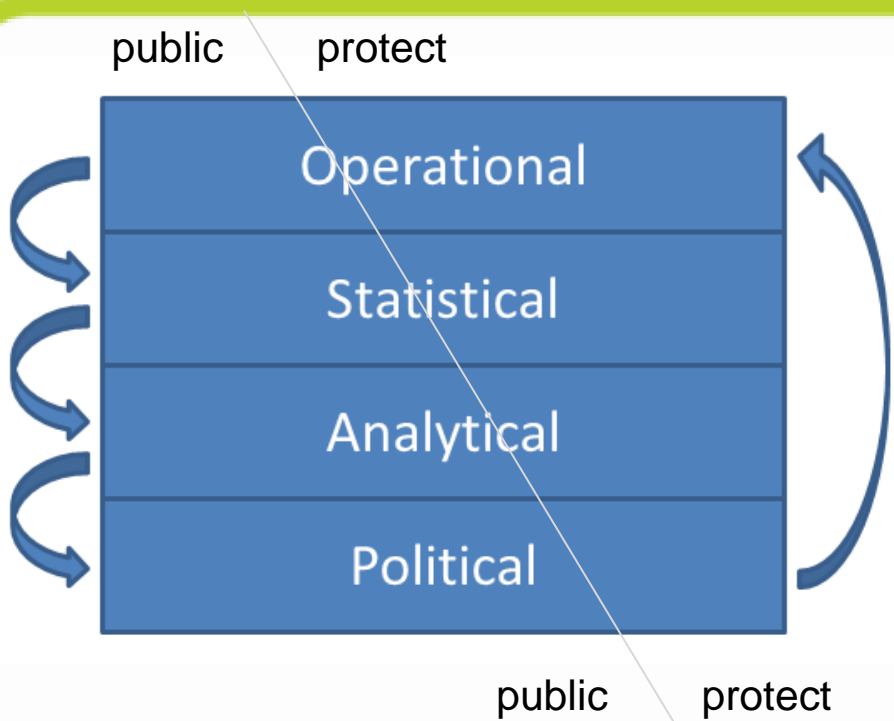 public protect
Operational
Statistical
Analytical
Political
public protect